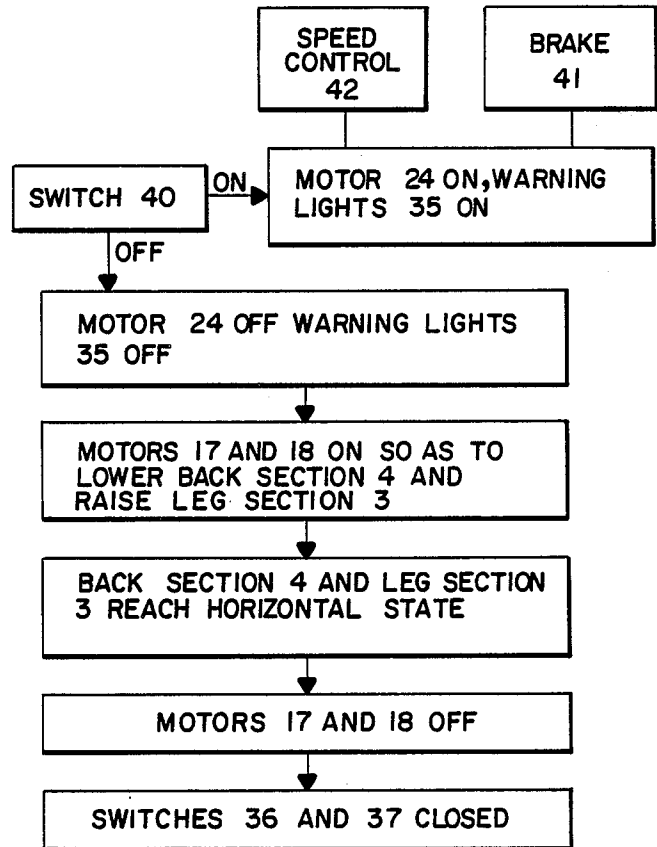 SPEED
CONTROL
42
BRAKE
41
SWITCH 40
ON
MOTOR 24 ON, WARNING
LIGHTS 35 ON
OFF
MOTOR 24 OFF WARNING LIGHTS
35 OFF
MOTORS 17 AND 18 ON SO AS TO
LOWER BACK SECTION 4 AND
RAISE LEG SECTION 3
BACK SECTION 4 AND LEG SECTION
3 REACH HORIZONTAL STATE
MOTORS 17 AND 18 OFF
SWITCHES 36 AND 37 CLOSED